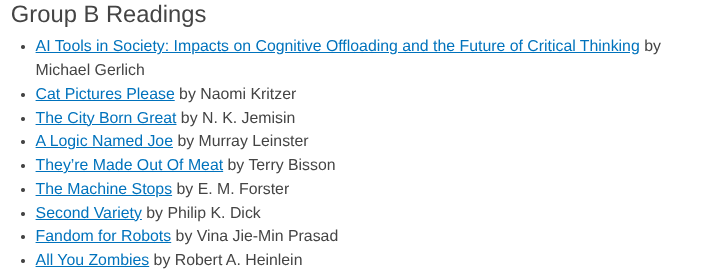 Group B Readings
AI Tools in Society: Impacts on Cognitive Offloading and the Future of Critical Thinking by
Michael Gerlich
Cat Pictures Please by Naomi Kritzer
The City Born Great by N. K. Jemisin
A Logic Named Joe by Murray Leinster
They’re Made Out Of Meat by Terry Bisson
The Machine Stops by E. M. Forster
Second Variety by Philip K. Dick
Fandom for Robots by Vina Jie-Min Prasad
All You Zombies by Robert A. Heinlein